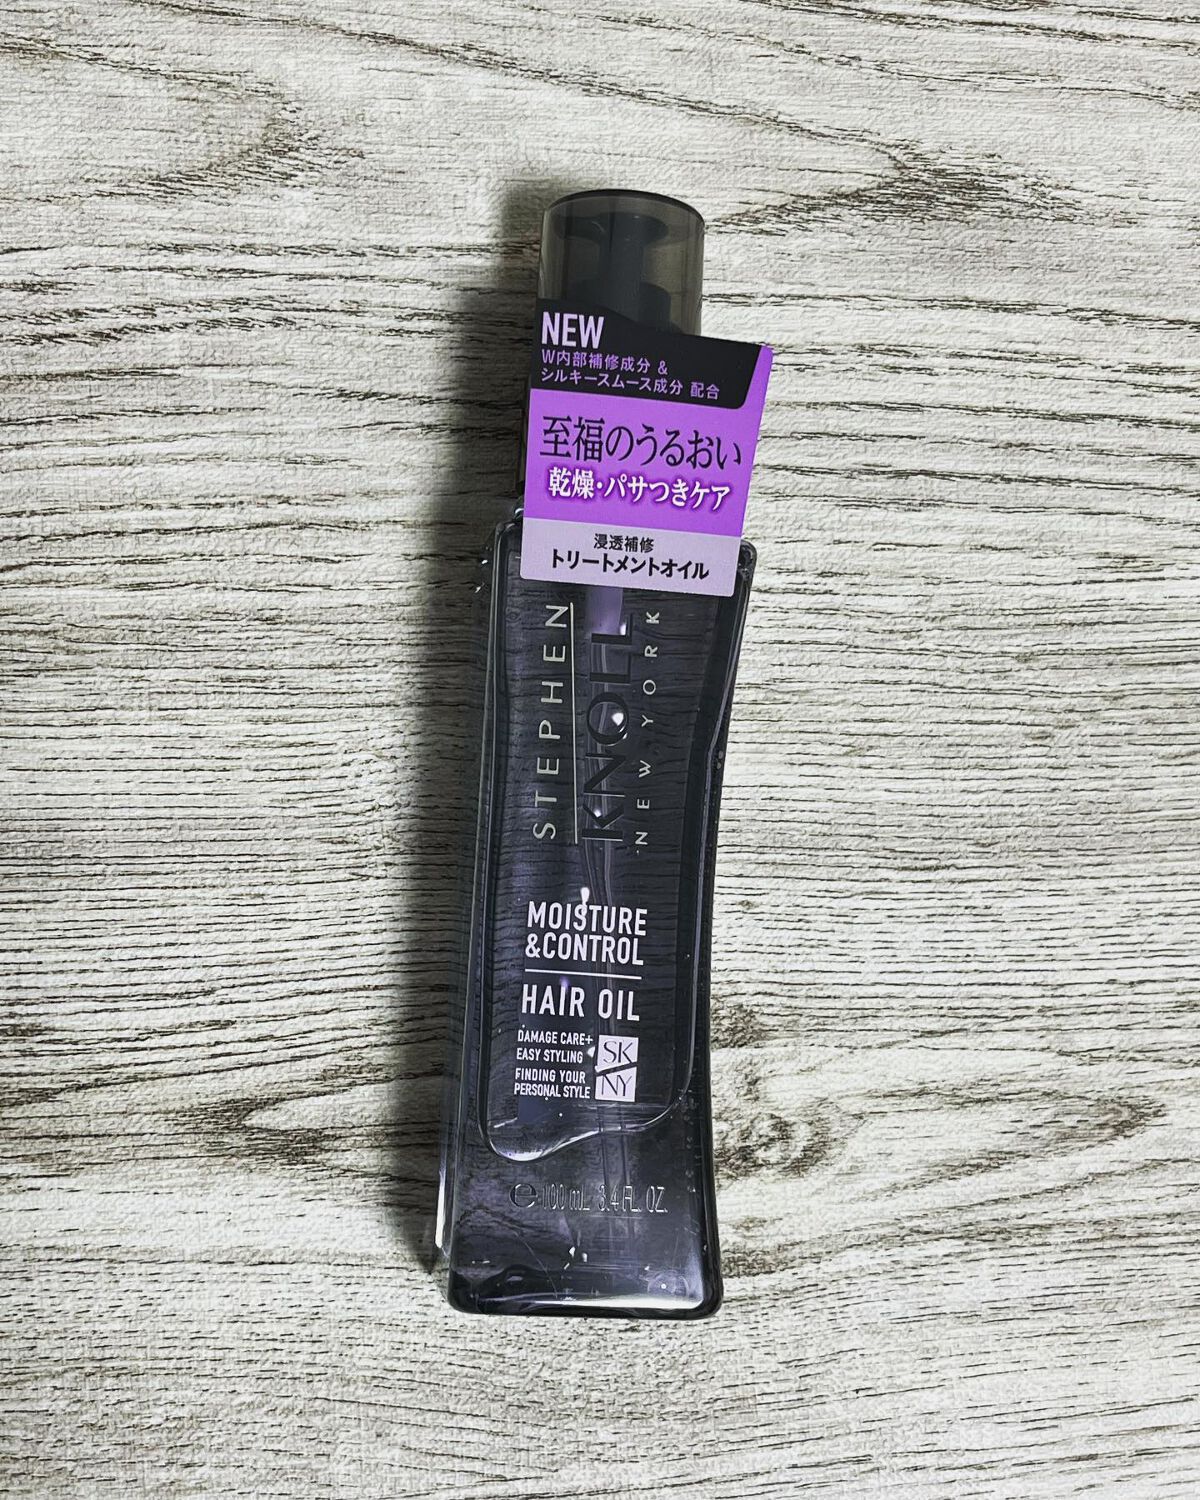 NEW
W内部補修成分 &
シルキースムース成分 配合
至福のうるおい
乾燥・パサつきケア
浸透補修
トリートメントオイル
STEPHEN
KNOLL
NEW YORK
MOISTURE
&CONTROL
HAIR OIL
DAMAGE CARE+
EASY STYLING
FINDING YOUR
PERSONAL STYLE
SK
NY
℮ 100 mL 3.4 FL. OZ.